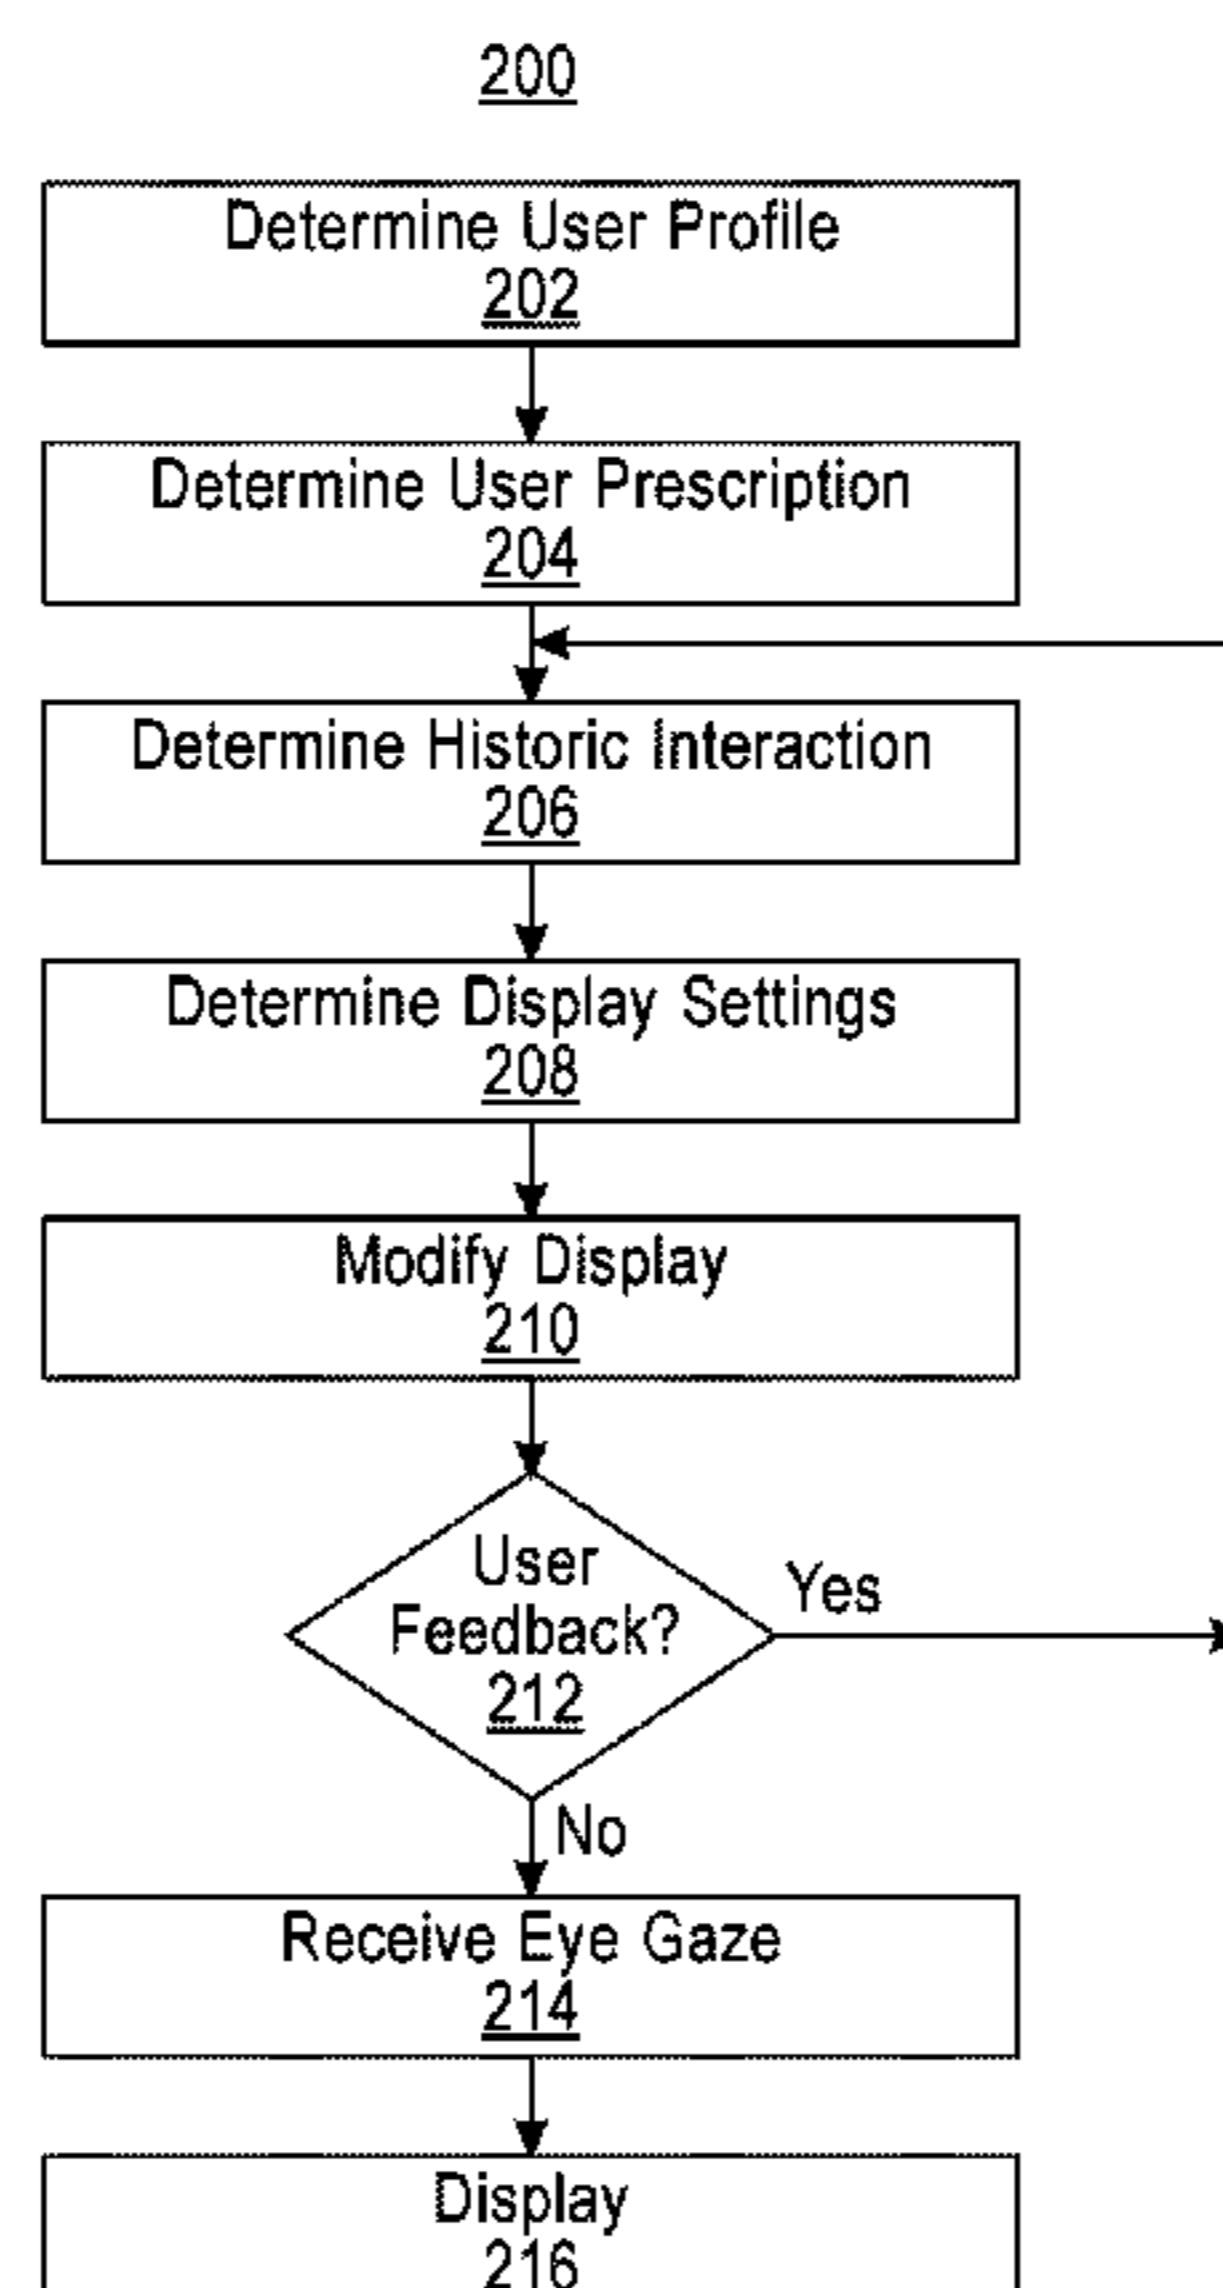 200
Determine User Profile
202
Determine User Prescription
204
Determine Historic Interaction
206
Determine Display Settings
208
Modify Display
210
User
Feedback?
212
Yes
No
Receive Eye Gaze
214
Display
216